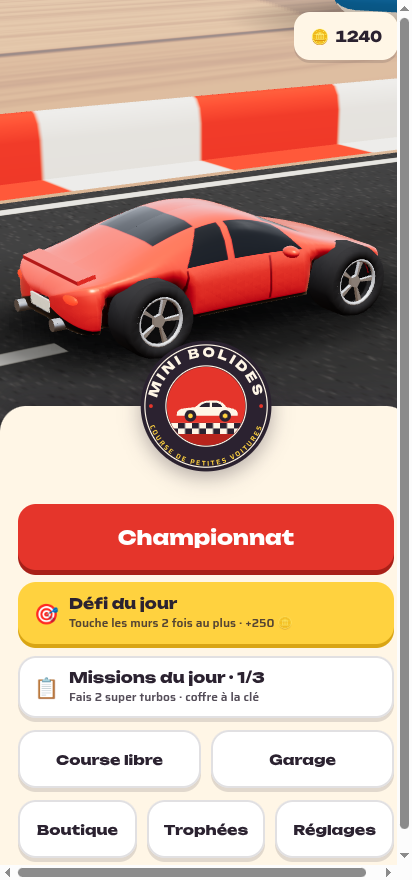 1240
MINI BOLIDES
COURSE DE PETITES VOITURES
Championnat
Défi du jour
Touche les murs 2 fois au plus · +250
Missions du jour · 1/3
Fais 2 super turbos · coffre à la clé
Course libre
Garage
Boutique
Trophées
Réglages